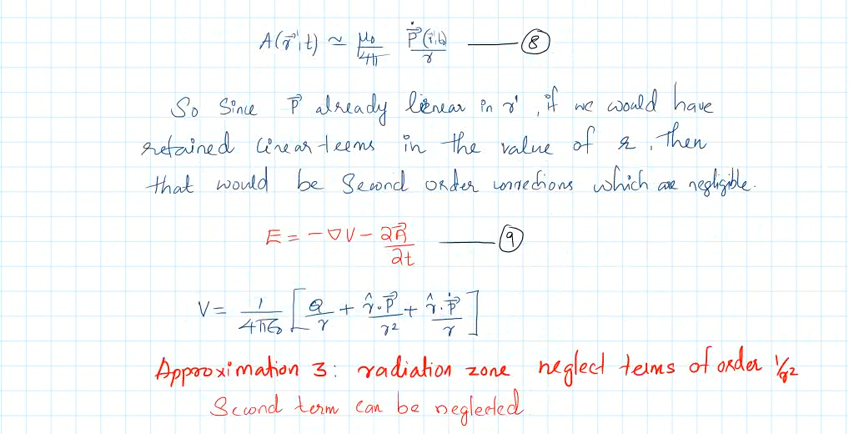 A(r⃗, t) ≃ μ₀/4π Ṗ⃗(t₀)/r —— ⑧
So Since P⃗ already linear in r', if we would have
retained linear terms in the value of r, then
that would be Second order corrections which are negligible.
E = -∇V - ∂A⃗/∂t —— ⑨
V = 1/4πε₀ [ Q/r + r̂·P⃗/r² + r̂·Ṗ⃗/r ]
Approximation 3: radiation zone neglect terms of order 1/r²
Second term can be neglected